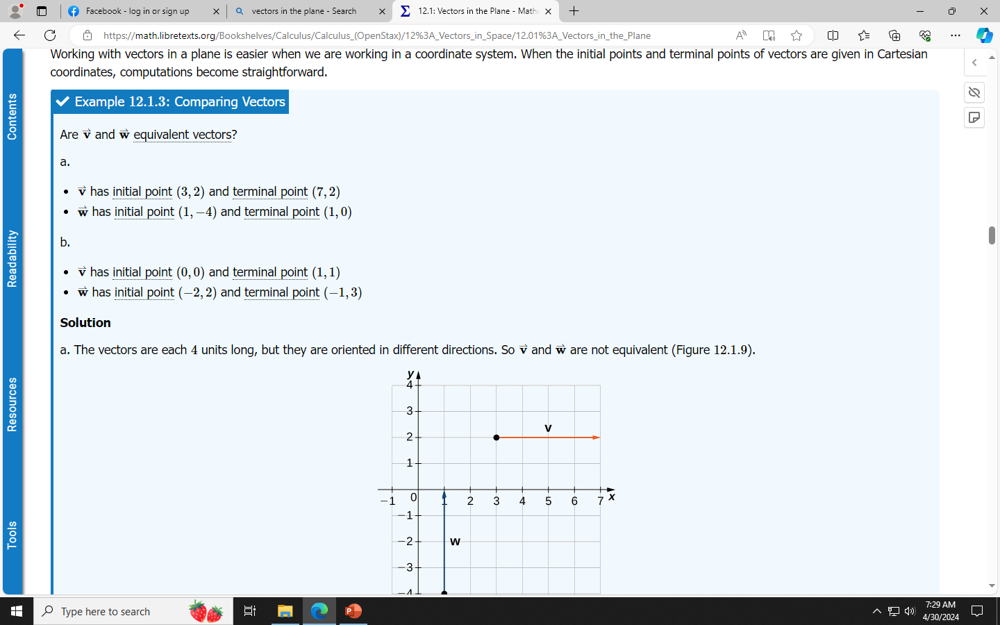 Facebook - log in or sign up
vectors in the plane - Search
12.1: Vectors in the Plane - Math
https://math.libretexts.org/Bookshelves/Calculus/Calculus_(OpenStax)/12%3A_Vectors_in_Space/12.01%3A_Vectors_in_the_Plane
Working with vectors in a plane is easier when we are working in a coordinate system. When the initial points and terminal points of vectors are given in Cartesian
coordinates, computations become straightforward.
Example 12.1.3: Comparing Vectors
Are v⃗ and w⃗ equivalent vectors?
a.
• v⃗ has initial point (3, 2) and terminal point (7, 2)
• w⃗ has initial point (1, −4) and terminal point (1, 0)
b.
• v⃗ has initial point (0, 0) and terminal point (1, 1)
• w⃗ has initial point (−2, 2) and terminal point (−1, 3)
Solution
a. The vectors are each 4 units long, but they are oriented in different directions. So v⃗ and w⃗ are not equivalent (Figure 12.1.9).
y
4
3
v
2
1
−1 0 1 2 3 4 5 6 7 x
−1
−2 w
−3
−4
Contents
Readability
Resources
Tools
Type here to search
7:29 AM
4/30/2024